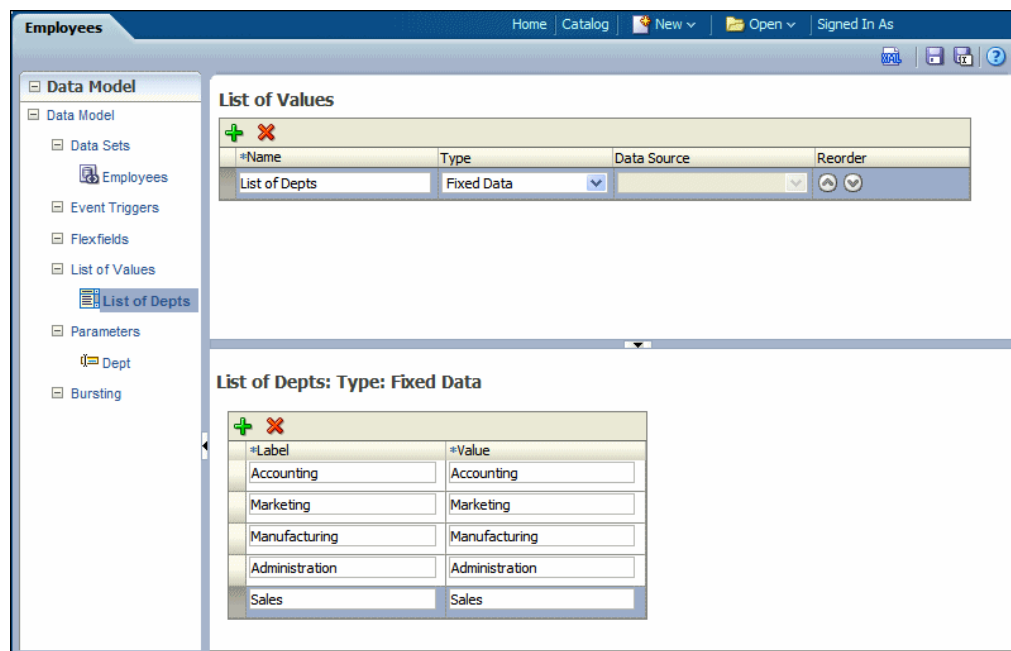 Employees Home Catalog New Open Signed In As
XML
Data Model
Data Model
Data Sets
Employees
Event Triggers
Flexfields
List of Values
List of Depts
Parameters
Dept
Bursting
List of Values
*Name Type Data Source Reorder
List of Depts Fixed Data
List of Depts: Type: Fixed Data
*Label *Value
Accounting Accounting
Marketing Marketing
Manufacturing Manufacturing
Administration Administration
Sales Sales